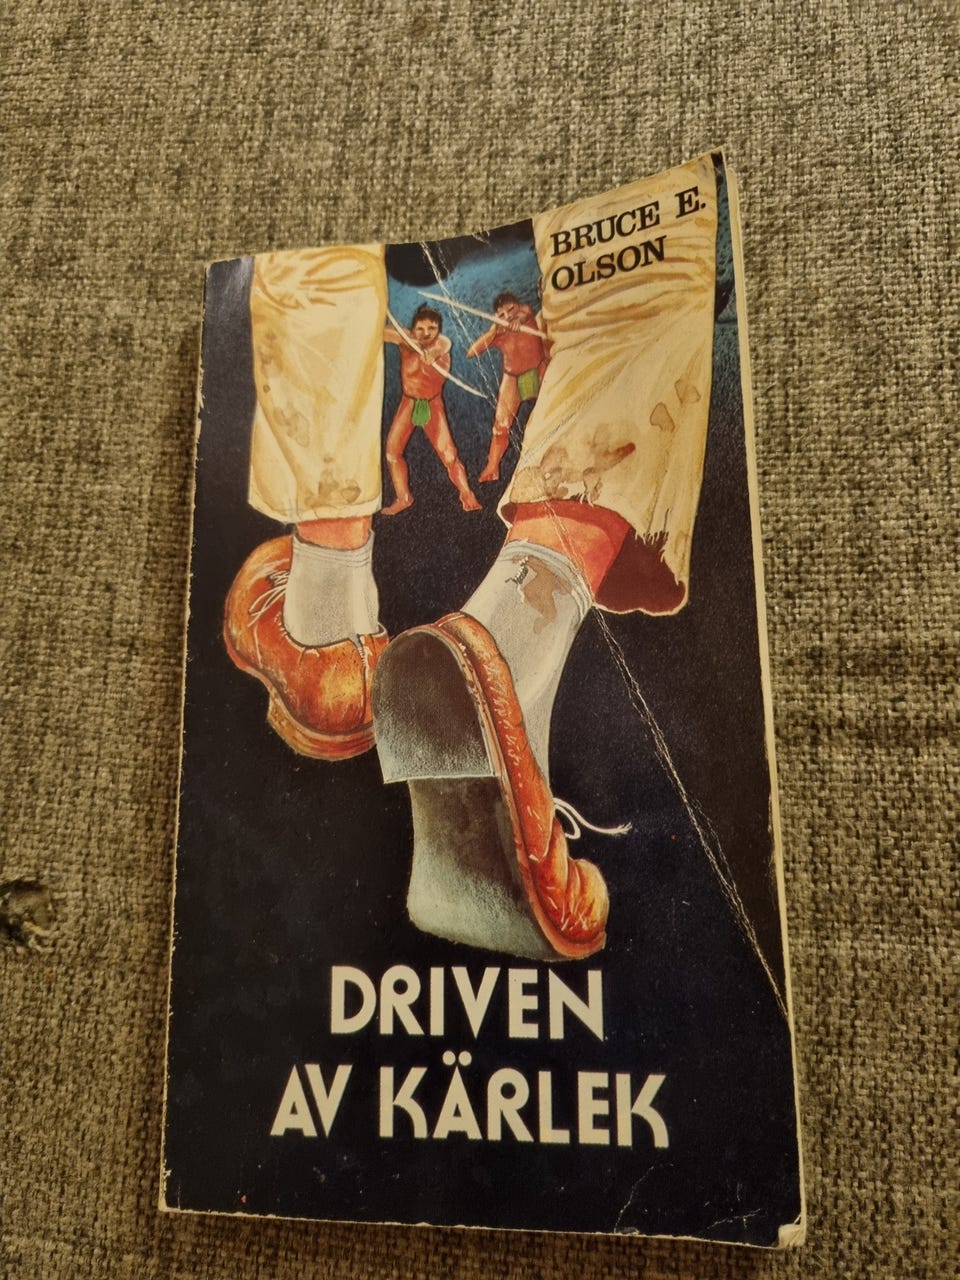 BRUCE E.
OLSON
DRIVEN
AV KÄRLEK